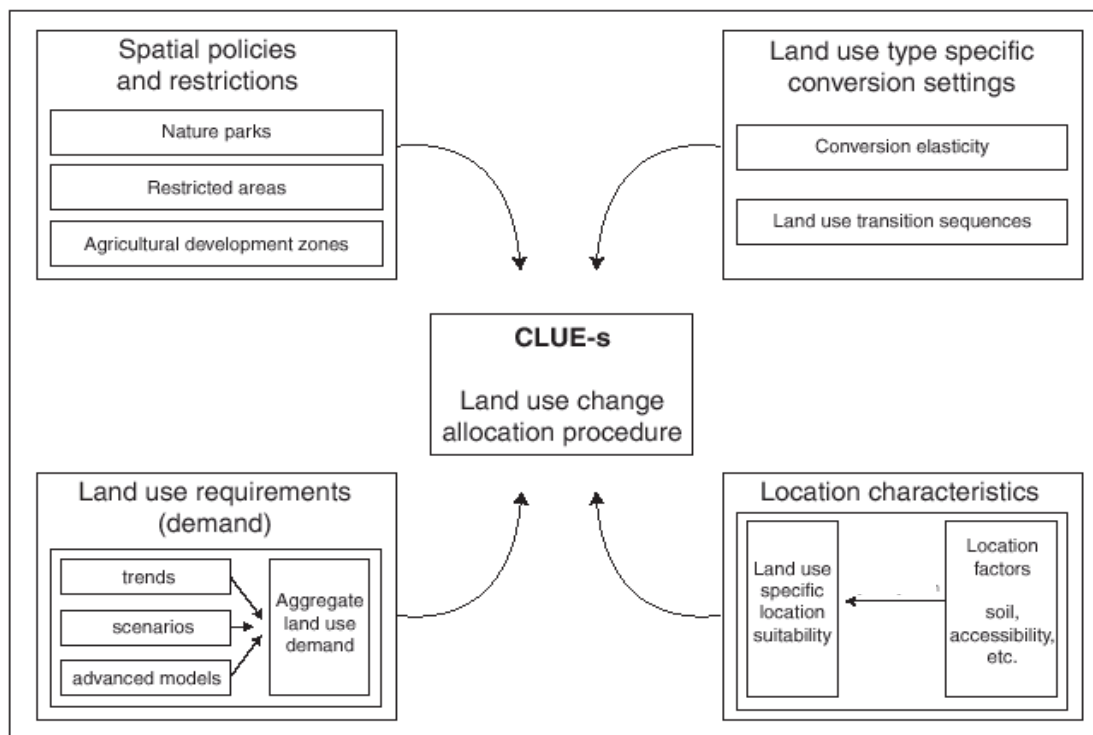 Spatial policies
and restrictions
Nature parks
Restricted areas
Agricultural development zones
Land use type specific
conversion settings
Conversion elasticity
Land use transition sequences
CLUE-s
Land use change
allocation procedure
Land use requirements
(demand)
trends
scenarios
advanced models
Aggregate
land use
demand
Location characteristics
Land use
specific
location
suitability
Location
factors
soil,
accessibility,
etc.